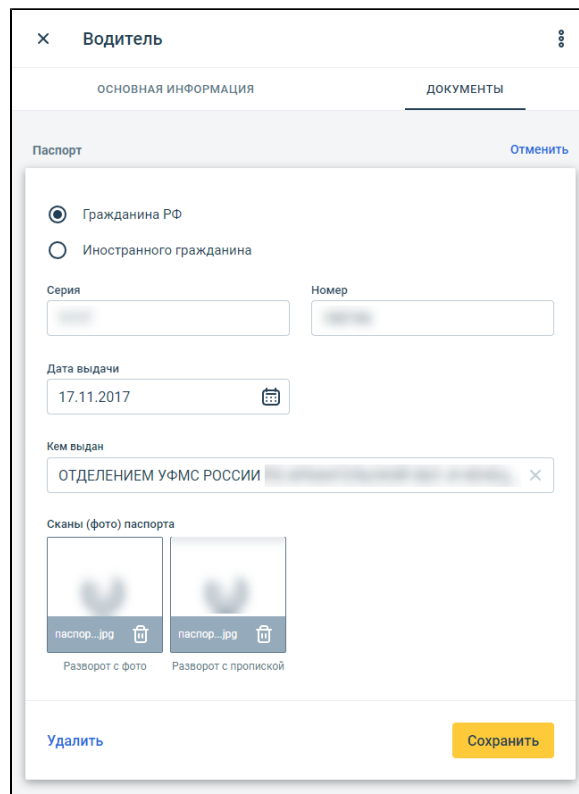 Водитель
ОСНОВНАЯ ИНФОРМАЦИЯ ДОКУМЕНТЫ
Паспорт Отменить
Гражданина РФ
Иностранного гражданина
Серия Номер
Дата выдачи
17.11.2017
Кем выдан
ОТДЕЛЕНИЕМ УФМС РОССИИ
Сканы (фото) паспорта
паспор...jpg паспор...jpg
Разворот с фото Разворот с пропиской
Удалить Сохранить